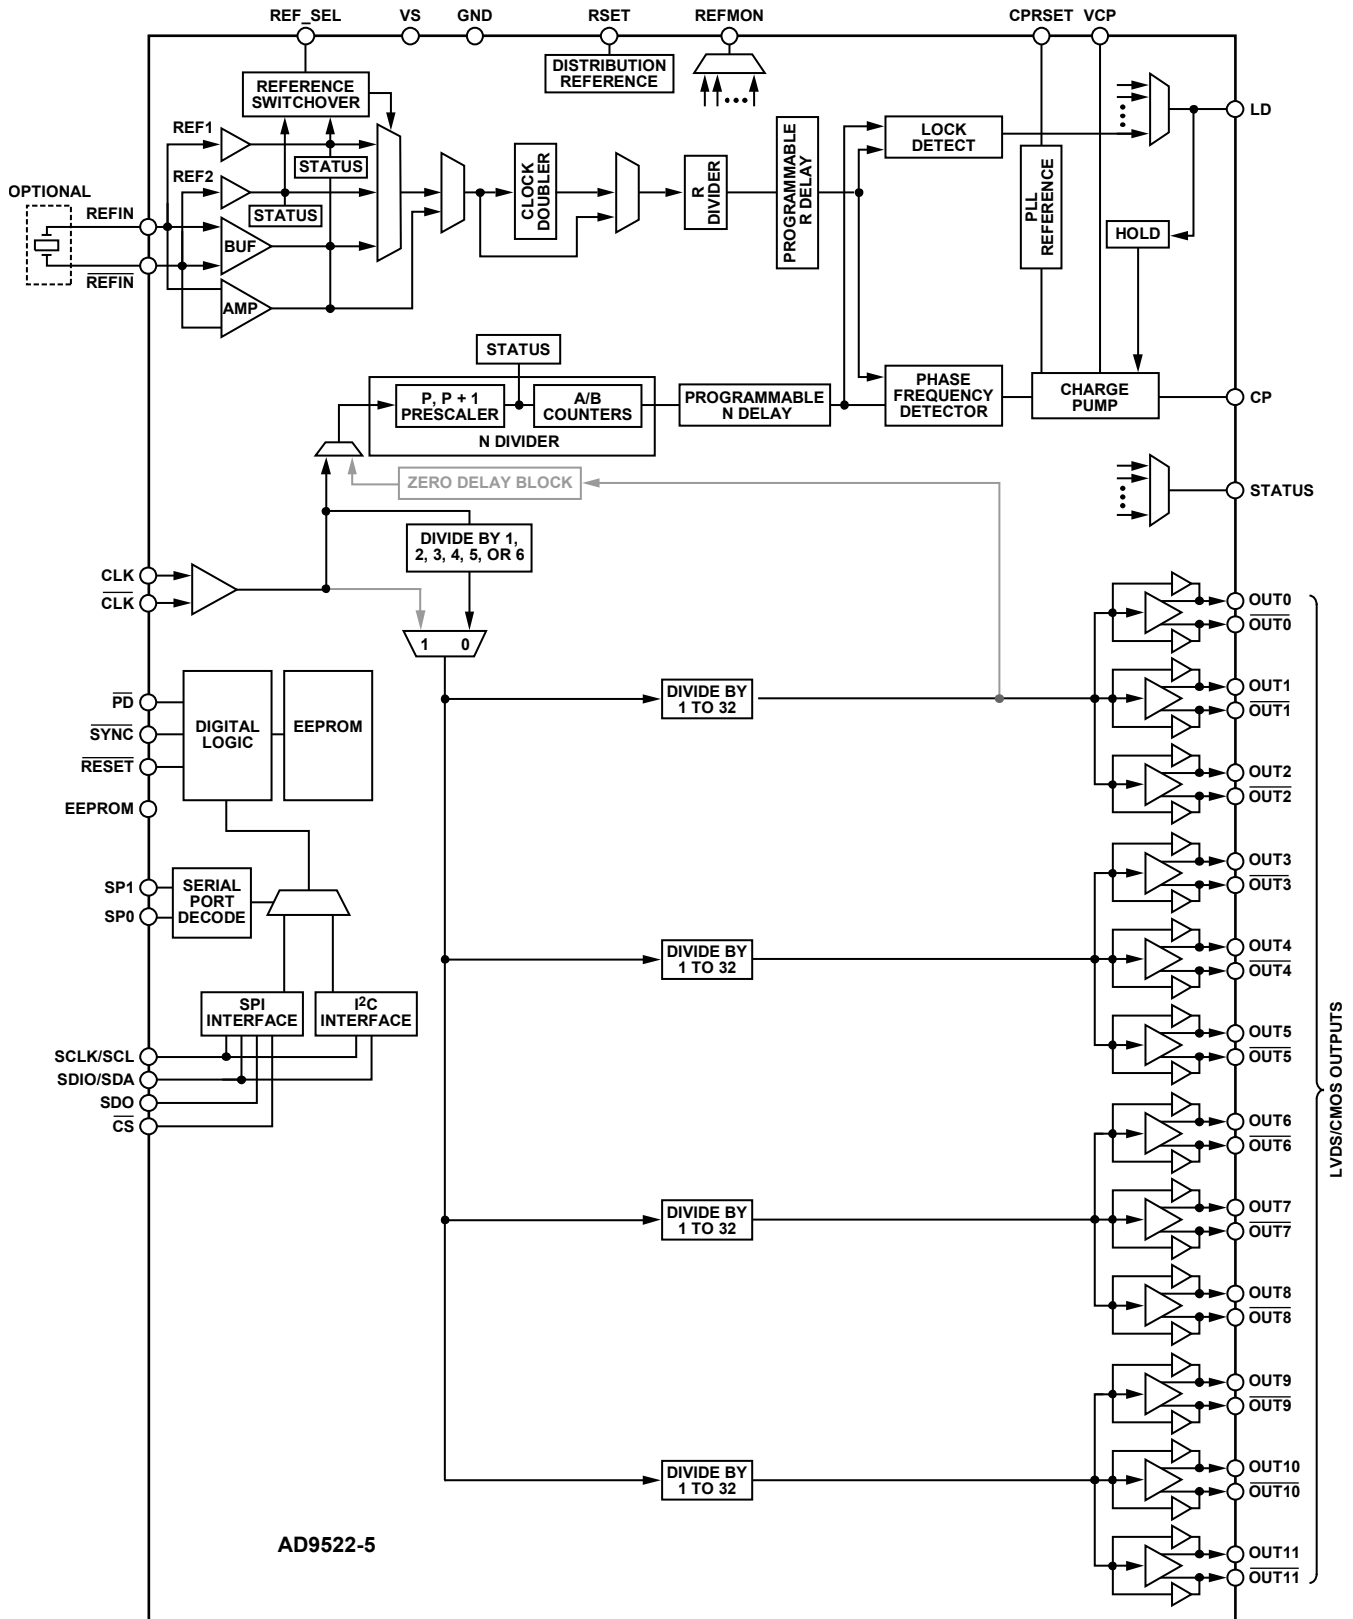 REF_SEL
VS
GND
RSET
REFMON
CPRSET
VCP
DISTRIBUTION
REFERENCE
REFERENCE
SWITCHOVER
REF1
REF2
STATUS
STATUS
OPTIONAL
REFIN
REFIN
BUF
AMP
CLOCK
DOUBLER
R
DIVIDER
PROGRAMMABLE
R DELAY
LOCK
DETECT
PLL
REFERENCE
LD
HOLD
STATUS
P, P + 1
PRESCALER
A/B
COUNTERS
N DIVIDER
PROGRAMMABLE
N DELAY
PHASE
FREQUENCY
DETECTOR
CHARGE
PUMP
CP
ZERO DELAY BLOCK
STATUS
DIVIDE BY 1,
2, 3, 4, 5, OR 6
CLK
CLK
1 0
PD
SYNC
RESET
EEPROM
DIGITAL
LOGIC
EEPROM
SP1
SP0
SERIAL
PORT
DECODE
SPI
INTERFACE
I2C
INTERFACE
SCLK/SCL
SDIO/SDA
SDO
CS
DIVIDE BY
1 TO 32
DIVIDE BY
1 TO 32
DIVIDE BY
1 TO 32
DIVIDE BY
1 TO 32
OUT0
OUT0
OUT1
OUT1
OUT2
OUT2
OUT3
OUT3
OUT4
OUT4
OUT5
OUT5
OUT6
OUT6
OUT7
OUT7
OUT8
OUT8
OUT9
OUT9
OUT10
OUT10
OUT11
OUT11
LVDS/CMOS OUTPUTS
AD9522-5